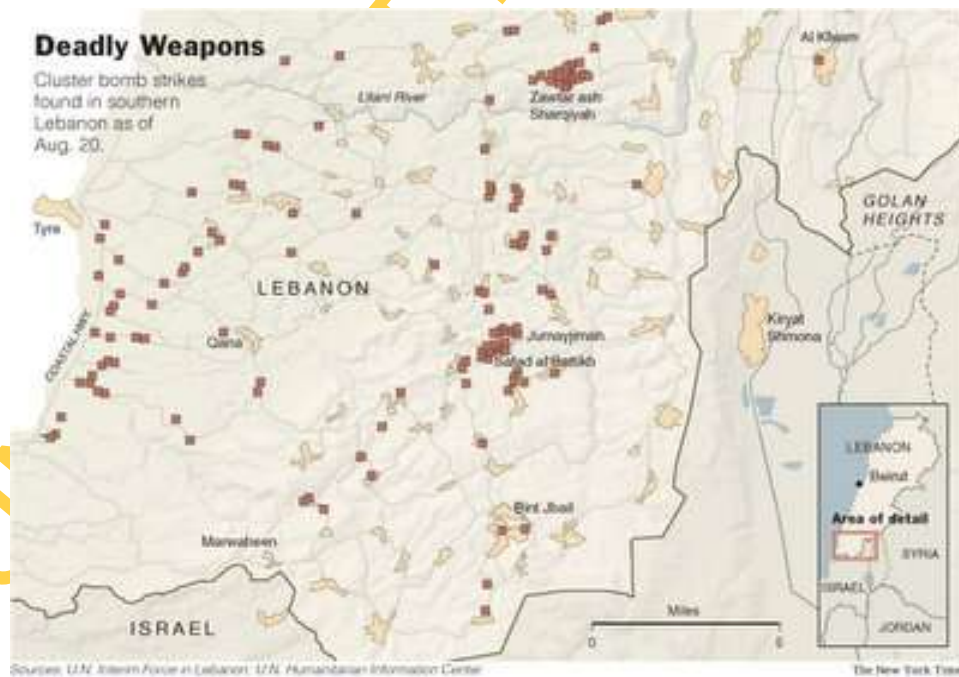 Deadly Weapons
Cluster bomb strikes
found in southern
Lebanon as of
Aug. 20.
Litani River
Al Khiam
Zawtar ash
Sharqiyah
GOLAN
HEIGHTS
Tyre
LEBANON
COASTAL HWY.
Qana
Jumayjimah
Safad al Battikh
Kiryat
Shmona
Bint Jbail
Marwaheen
ISRAEL
Miles
0
LEBANON
Beirut
Area of detail
SYRIA
ISRAEL
JORDAN
Sources: U.N. Interim Force in Lebanon; U.N. Humanitarian Information Center
The New York Times